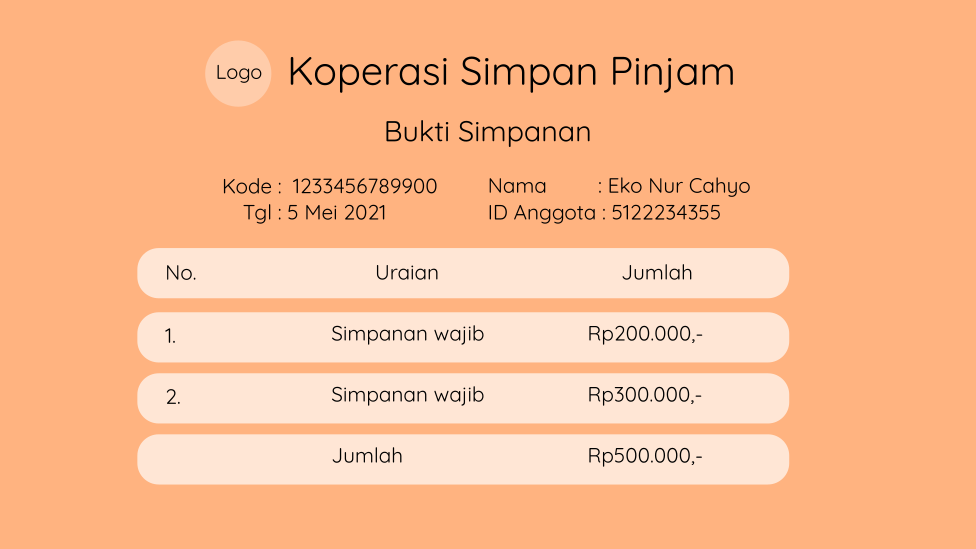 Logo Koperasi Simpan Pinjam
Bukti Simpanan
Kode : 1233456789900 Nama : Eko Nur Cahyo
Tgl : 5 Mei 2021 ID Anggota : 5122234355
No. Uraian Jumlah
1. Simpanan wajib Rp200.000,-
2. Simpanan wajib Rp300.000,-
Jumlah Rp500.000,-